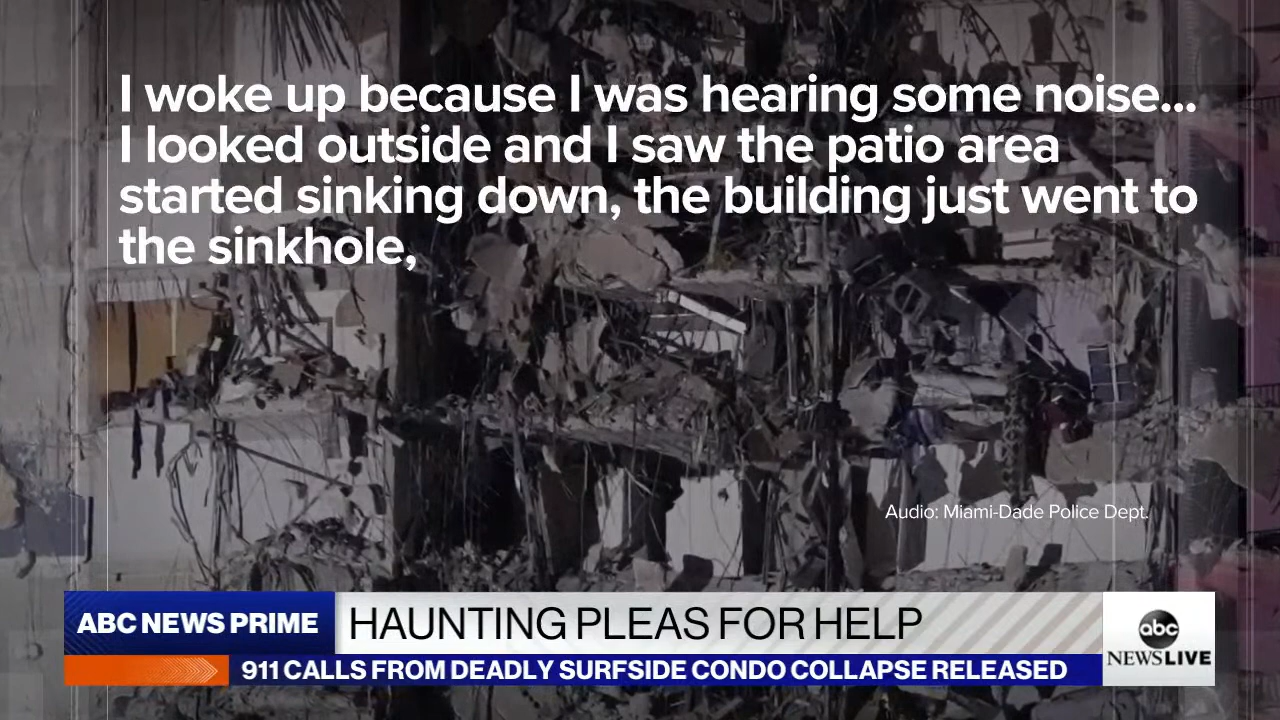 I woke up because I was hearing some noise...
I looked outside and I saw the patio area
started sinking down, the building just went to
the sinkhole,
Audio: Miami-Dade Police Dept.
ABC NEWS PRIME
HAUNTING PLEAS FOR HELP
911 CALLS FROM DEADLY SURFSIDE CONDO COLLAPSE RELEASED
abc
NEWSLIVE